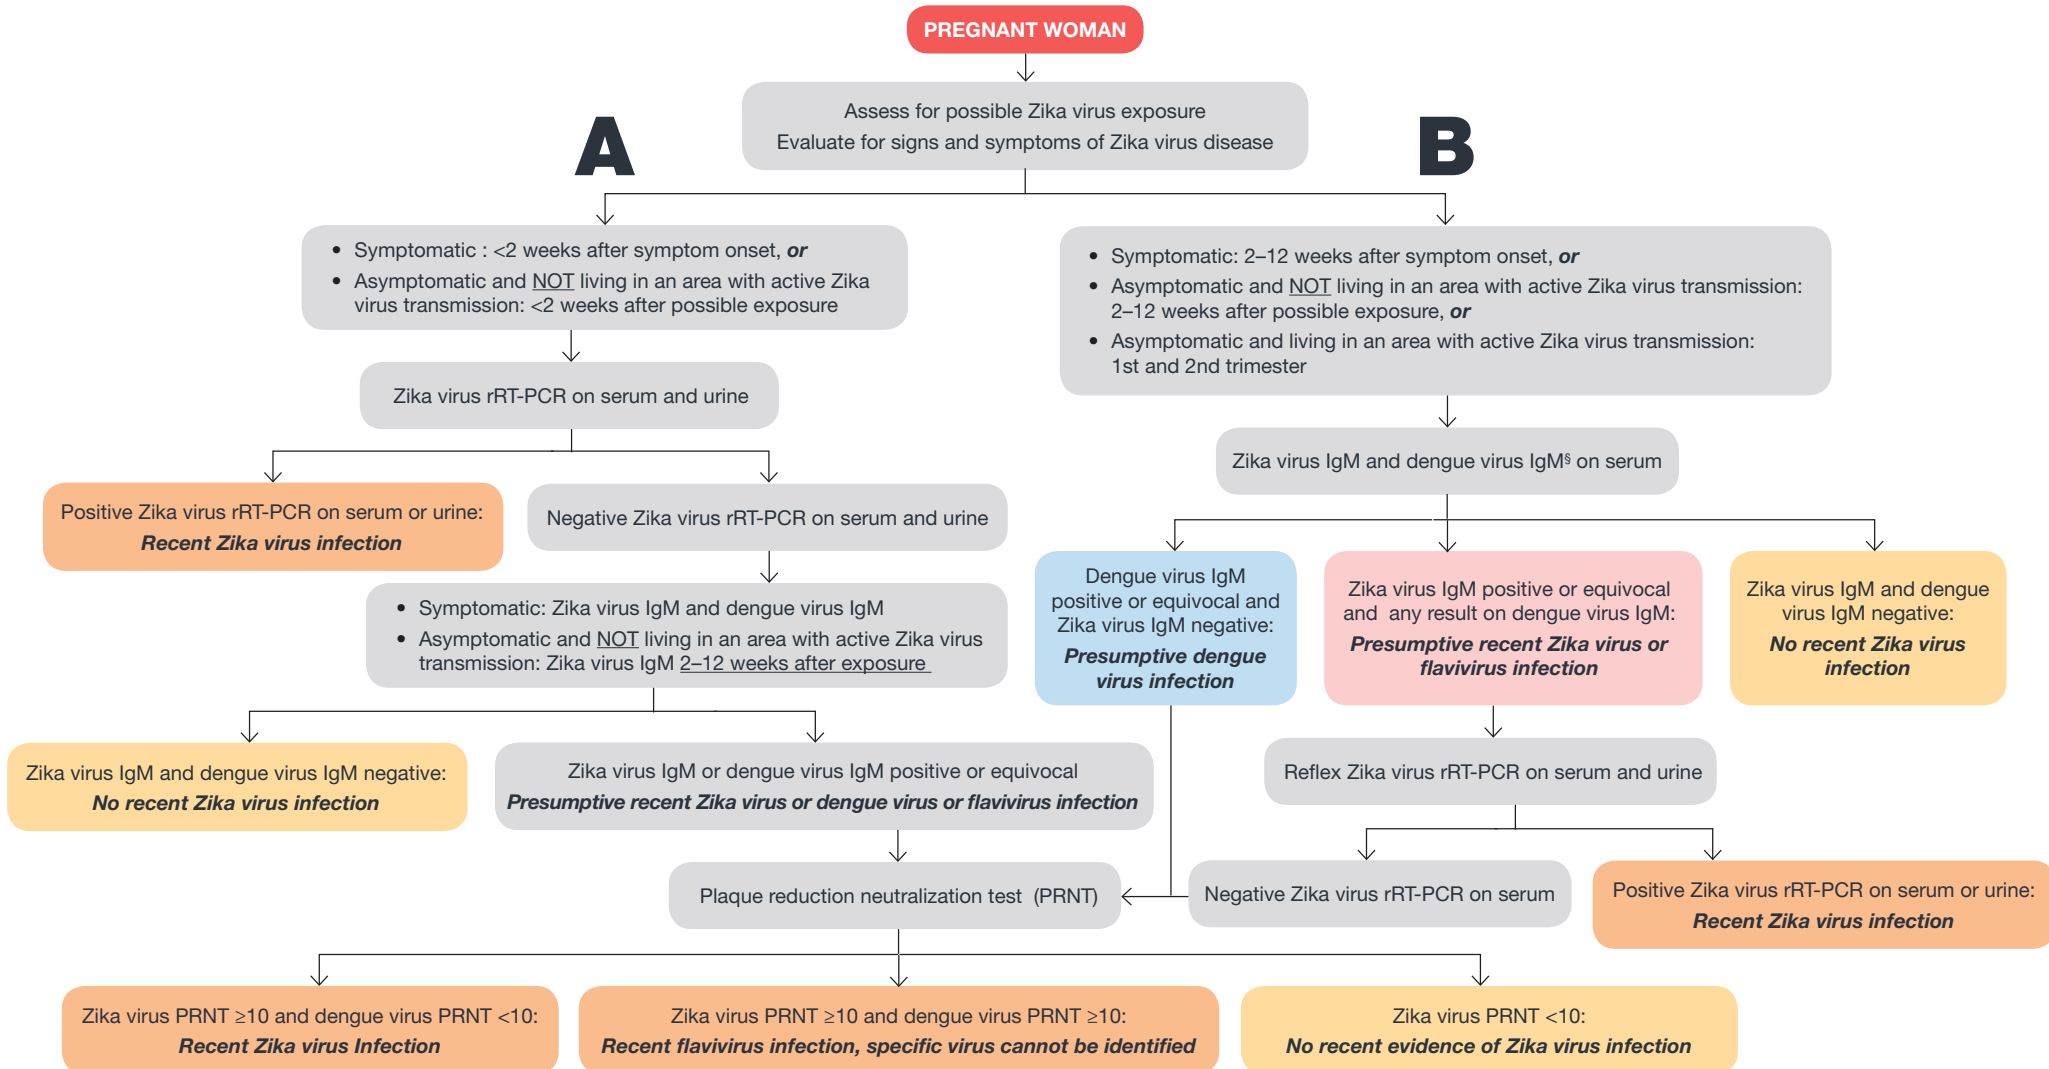 PREGNANT WOMAN
Assess for possible Zika virus exposure
Evaluate for signs and symptoms of Zika virus disease
A
B
• Symptomatic : <2 weeks after symptom onset, or
• Asymptomatic and NOT living in an area with active Zika
virus transmission: <2 weeks after possible exposure
• Symptomatic: 2–12 weeks after symptom onset, or
• Asymptomatic and NOT living in an area with active Zika virus transmission:
2–12 weeks after possible exposure, or
• Asymptomatic and living in an area with active Zika virus transmission:
1st and 2nd trimester
Zika virus rRT-PCR on serum and urine
Zika virus IgM and dengue virus IgM§ on serum
Positive Zika virus rRT-PCR on serum or urine:
Recent Zika virus infection
Negative Zika virus rRT-PCR on serum and urine
• Symptomatic: Zika virus IgM and dengue virus IgM
• Asymptomatic and NOT living in an area with active Zika virus
transmission: Zika virus IgM 2–12 weeks after exposure
Dengue virus IgM
positive or equivocal and
Zika virus IgM negative:
Presumptive dengue
virus infection
Zika virus IgM positive or equivocal
and any result on dengue virus IgM:
Presumptive recent Zika virus or
flavivirus infection
Zika virus IgM and dengue
virus IgM negative:
No recent Zika virus
infection
Zika virus IgM and dengue virus IgM negative:
No recent Zika virus infection
Zika virus IgM or dengue virus IgM positive or equivocal
Presumptive recent Zika virus or dengue virus or flavivirus infection
Reflex Zika virus rRT-PCR on serum and urine
Plaque reduction neutralization test (PRNT)
Negative Zika virus rRT-PCR on serum
Positive Zika virus rRT-PCR on serum or urine:
Recent Zika virus infection
Zika virus PRNT ≥10 and dengue virus PRNT <10:
Recent Zika virus Infection
Zika virus PRNT ≥10 and dengue virus PRNT ≥10:
Recent flavivirus infection, specific virus cannot be identified
Zika virus PRNT <10:
No recent evidence of Zika virus infection